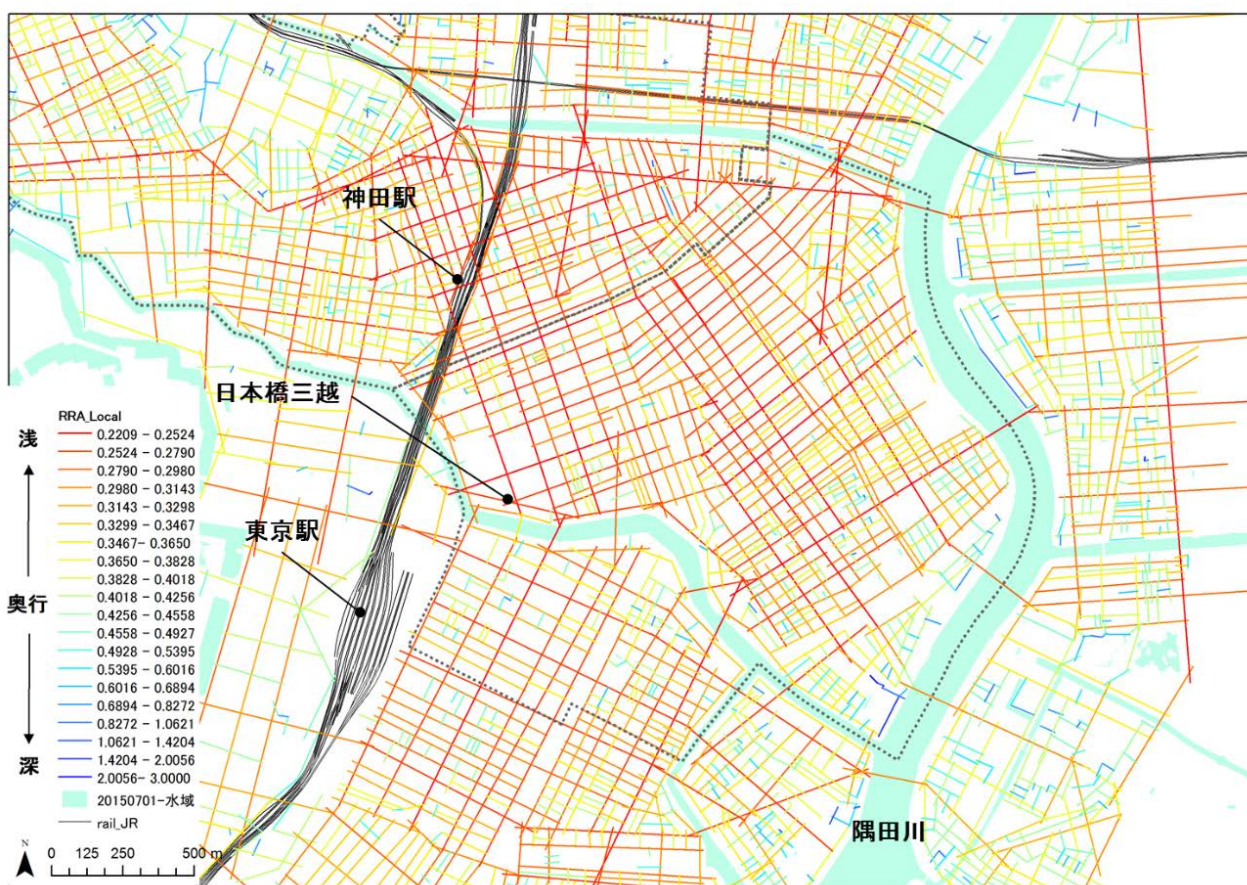 神田駅
日本橋三越
東京駅
隅田川
RRA_Local
浅
奥行
深
0.2209 - 0.2524
0.2524 - 0.2790
0.2790 - 0.2980
0.2980 - 0.3143
0.3143 - 0.3298
0.3299 - 0.3467
0.3467- 0.3650
0.3650 - 0.3828
0.3828 - 0.4018
0.4018 - 0.4256
0.4256 - 0.4558
0.4558 - 0.4927
0.4928 - 0.5395
0.5395 - 0.6016
0.6016 - 0.6894
0.6894 - 0.8272
0.8272 - 1.0621
1.0621 - 1.4204
1.4204 - 2.0056
2.0056- 3.0000
20150701-水域
rail_JR
N
0 125 250 500 m